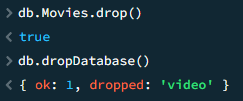 > db.Movies.drop()
< true
> db.dropDatabase()
< { ok: 1, dropped: 'video' }